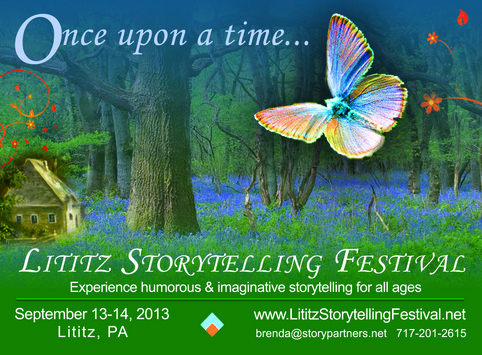 Once upon a time...
LITITZ STORYTELLING FESTIVAL
Experience humorous & imaginative storytelling for all ages
September 13-14, 2013
Lititz, PA
www.LititzStorytellingFestival.net
brenda@storypartners.net 717-201-2615